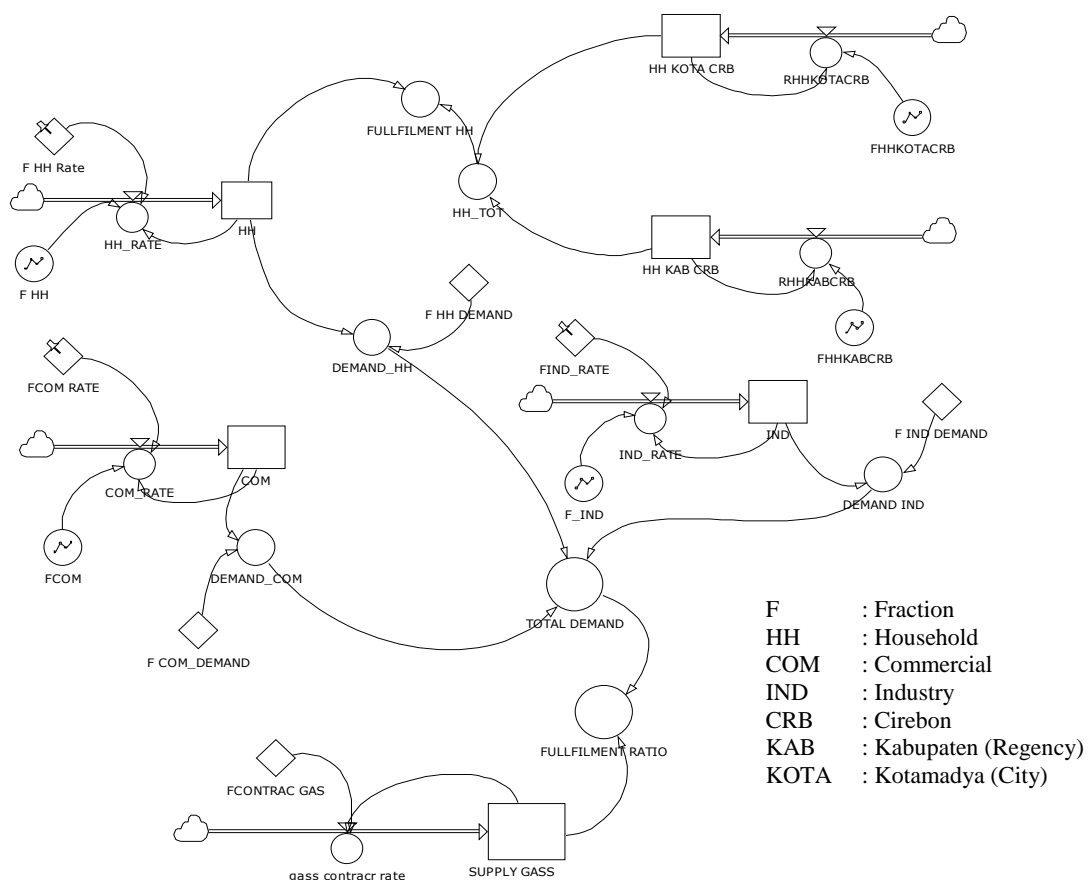 HH KOTA CRB
RHHKOTACRB
FULLFILMENT HH
FHHKOTACRB
F HH Rate
HH_TOT
HH_RATE
HH
HH KAB CRB
RHHKABCRB
F HH
F HH DEMAND
FHHKABCRB
DEMAND_HH
FCOM RATE
FIND_RATE
F IND DEMAND
IND
IND_RATE
COM
COM_RATE
DEMAND IND
F_IND
FCOM
DEMAND_COM
TOTAL DEMAND
F COM_DEMAND
F : Fraction
HH : Household
COM : Commercial
IND : Industry
CRB : Cirebon
KAB : Kabupaten (Regency)
KOTA : Kotamadya (City)
FULLFILMENT RATIO
FCONTRAC GAS
SUPPLY GASS
gass contracr rate